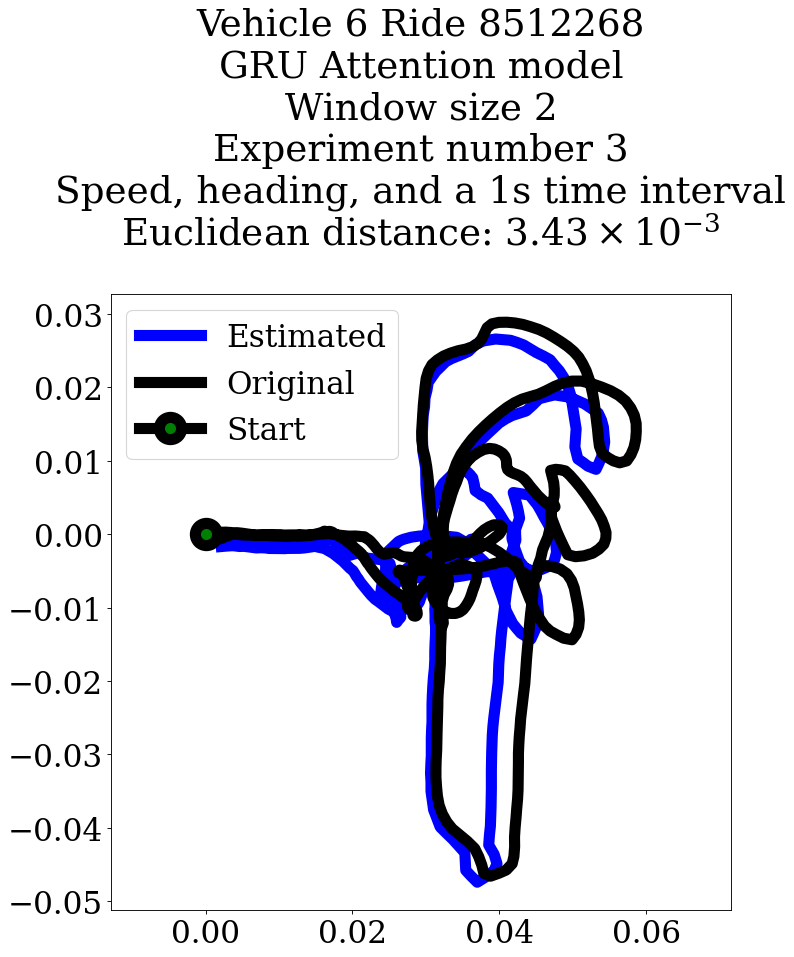 Vehicle 6 Ride 8512268
GRU Attention model
Window size 2
Experiment number 3
Speed, heading, and a 1s time interval
Euclidean distance: 3.43 × 10⁻³
0.03
0.02
0.01
0.00
−0.01
−0.02
−0.03
−0.04
−0.05
Estimated
Original
Start
0.00 0.02 0.04 0.06